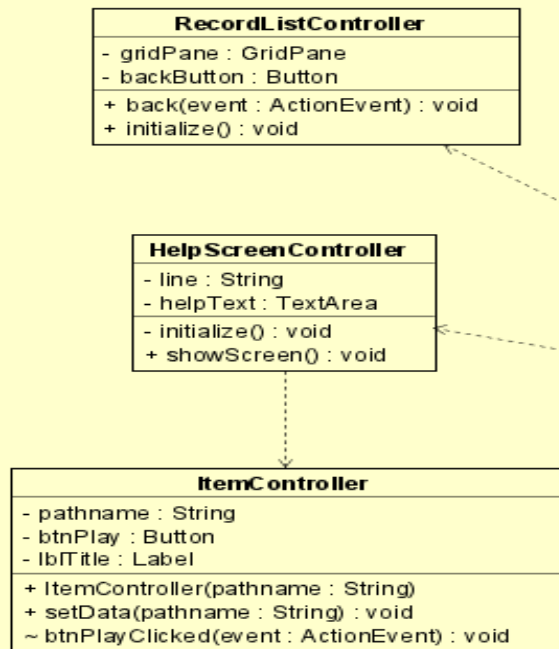 RecordListController
- gridPane : GridPane
- backButton : Button
+ back(event : ActionEvent) : void
+ initialize() : void
HelpScreenController
- line : String
- helpText : TextArea
- initialize() : void
+ showScreen() : void
ItemController
- pathname : String
- btnPlay : Button
- lblTitle : Label
+ ItemController(pathname : String)
+ setData(pathname : String) : void
~ btnPlayClicked(event : ActionEvent) : void